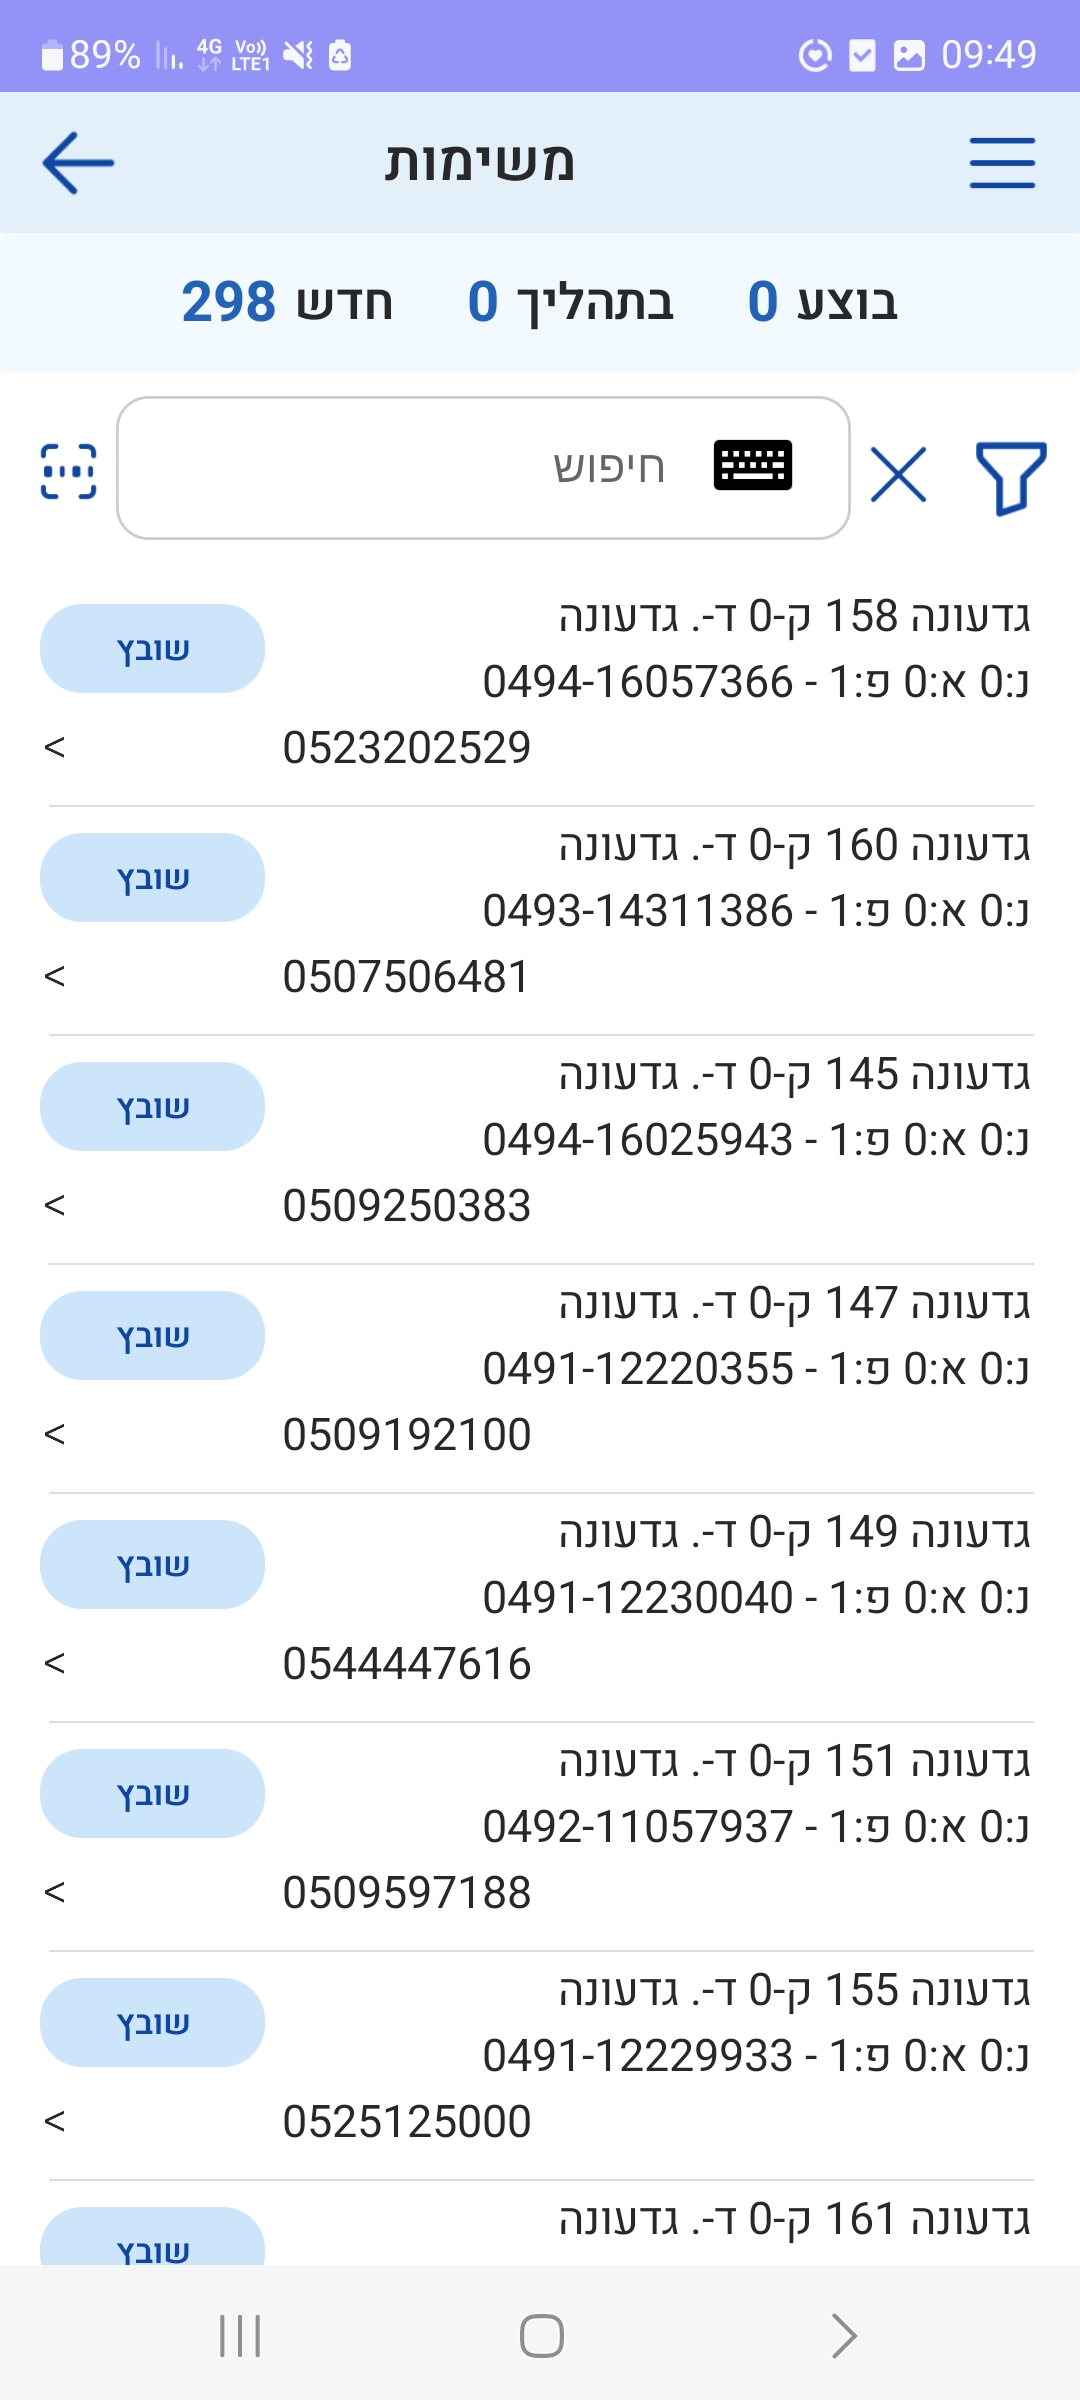 89% 4G Vo)) LTE1 09:49
משימות
בוצע 0 בתהליך 0 חדש 298
חיפוש
גדעונה 158 ק-0 ד-. גדעונה
שובץ
נ:0 א:0 פ:1 - 0494-16057366
0523202529
<
גדעונה 160 ק-0 ד-. גדעונה
שובץ
נ:0 א:0 פ:1 - 0493-14311386
0507506481
<
גדעונה 145 ק-0 ד-. גדעונה
שובץ
נ:0 א:0 פ:1 - 0494-16025943
0509250383
<
גדעונה 147 ק-0 ד-. גדעונה
שובץ
נ:0 א:0 פ:1 - 0491-12220355
0509192100
<
גדעונה 149 ק-0 ד-. גדעונה
שובץ
נ:0 א:0 פ:1 - 0491-12230040
0544447616
<
גדעונה 151 ק-0 ד-. גדעונה
שובץ
נ:0 א:0 פ:1 - 0492-11057937
0509597188
<
גדעונה 155 ק-0 ד-. גדעונה
שובץ
נ:0 א:0 פ:1 - 0491-12229933
0525125000
<
גדעונה 161 ק-0 ד-. גדעונה
שובץ